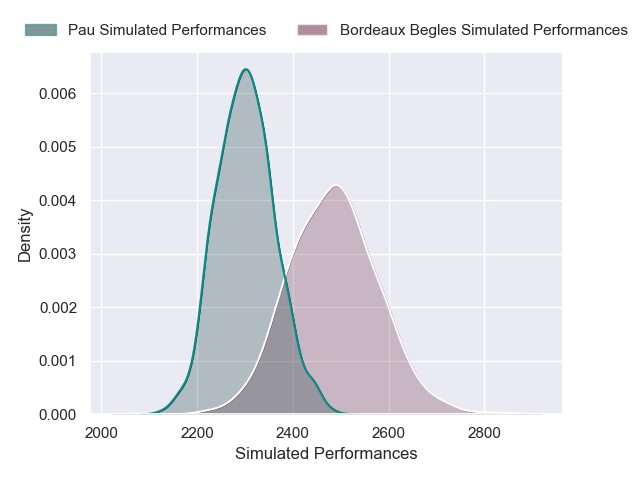 Pau Simulated Performances
Bordeaux Begles Simulated Performances
0.006
0.005
0.004
0.003
0.002
0.001
0.000
Density
2000 2200 2400 2600 2800
Simulated Performances